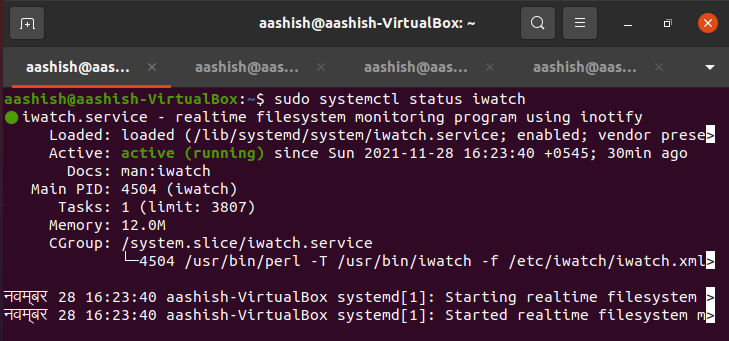 aashish@aashish-VirtualBox: ~
aashish@aas... aashish@aas... aashish@aas... aashish@aas...
aashish@aashish-VirtualBox:~$ sudo systemctl status iwatch
● iwatch.service - realtime filesystem monitoring program using inotify
Loaded: loaded (/lib/systemd/system/iwatch.service; enabled; vendor prese>
Active: active (running) since Sun 2021-11-28 16:23:40 +0545; 30min ago
Docs: man:iwatch
Main PID: 4504 (iwatch)
Tasks: 1 (limit: 3807)
Memory: 12.0M
CGroup: /system.slice/iwatch.service
└─4504 /usr/bin/perl -T /usr/bin/iwatch -f /etc/iwatch/iwatch.xml>
नवम्बर 28 16:23:40 aashish-VirtualBox systemd[1]: Starting realtime filesystem >
नवम्बर 28 16:23:40 aashish-VirtualBox systemd[1]: Started realtime filesystem m>